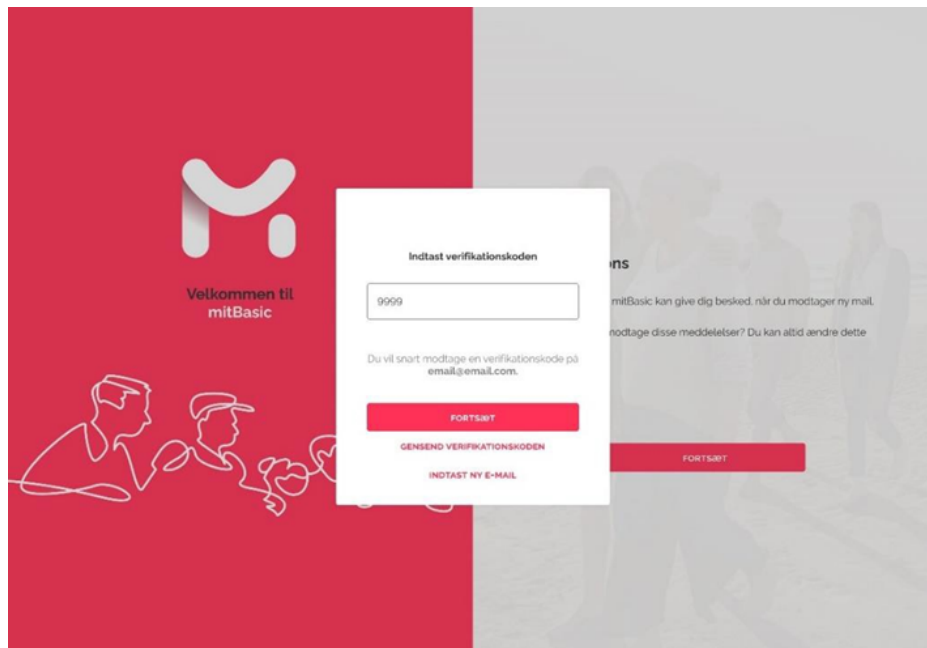 Velkommen til
mitBasic
Indtast verifikationskoden
9999
Du vil snart modtage en verifikationskode på
email@email.com.
FORTSÆT
GENSEND VERIFIKATIONSKODEN
INDTAST NY E-MAIL
ons
mitBasic kan give dig besked, når du modtager ny mail.
modtage disse meddelelser? Du kan altid ændre dette
FORTSÆT